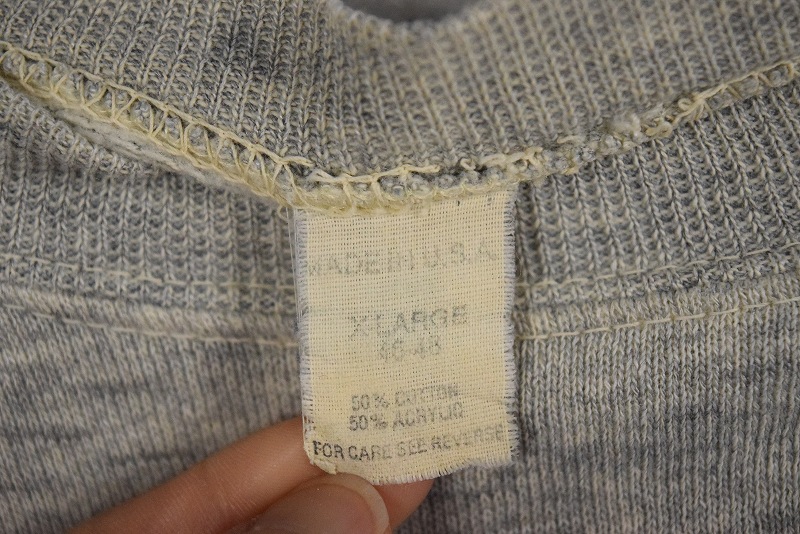 MADE IN U.S.A.
X-LARGE
46-48
50% COTTON
50% ACRYLIC
FOR CARE SEE REVERSE